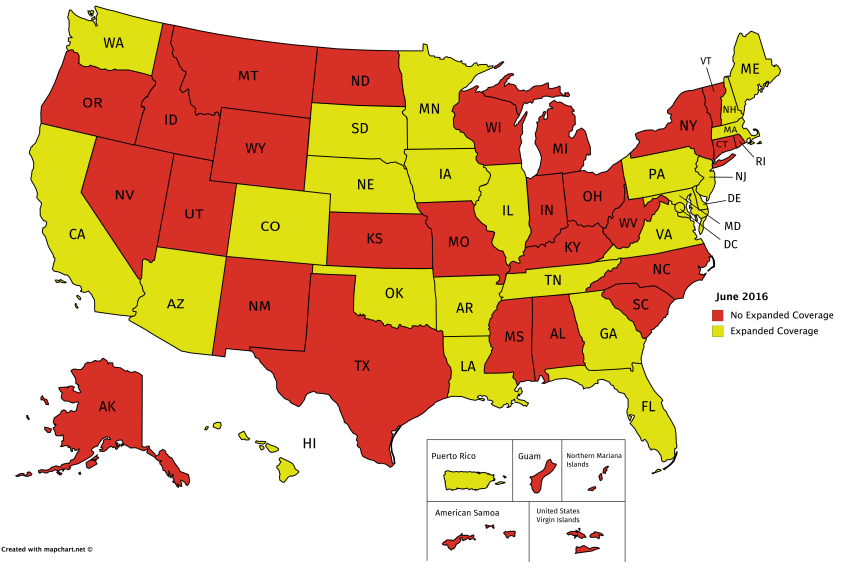 WA
MT
ND
MN
VT
ME
OR
ID
WY
SD
WI
MI
NY
NH
MA
CT
RI
NV
UT
CO
NE
IA
IL
IN
OH
PA
NJ
DE
MD
DC
CA
KS
MO
KY
WV
VA
AZ
NM
OK
AR
TN
NC
SC
TX
LA
MS
AL
GA
FL
AK
HI
June 2016
No Expanded Coverage
Expanded Coverage
Puerto Rico
Guam
Northern Mariana
Islands
American Samoa
United States
Virgin Islands
Created with mapchart.net ©